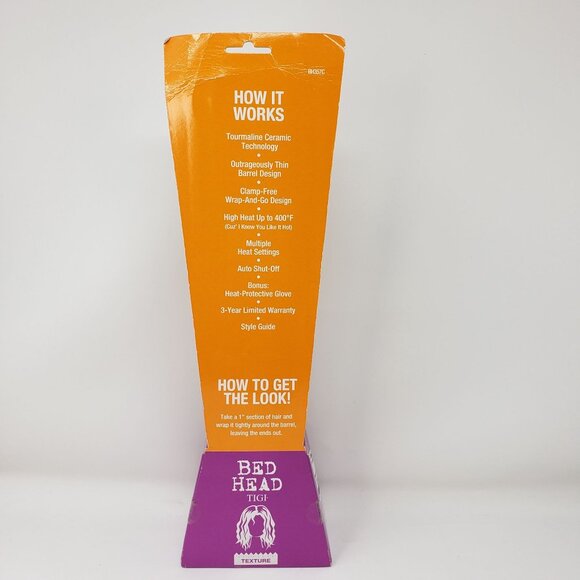 BH357C
HOW IT
WORKS
Tourmaline Ceramic
Technology
•
Outrageously Thin
Barrel Design
•
Clamp-Free
Wrap-And-Go Design
•
High Heat Up to 400°F
(Cuz' I Know You Like It Hot)
•
Multiple
Heat Settings
•
Auto Shut-Off
•
Bonus:
Heat-Protective Glove
•
3-Year Limited Warranty
•
Style Guide
HOW TO GET
THE LOOK!
Take a 1" section of hair and
wrap it tightly around the barrel,
leaving the ends out.
BED
HEAD
TIGI
TEXTURE